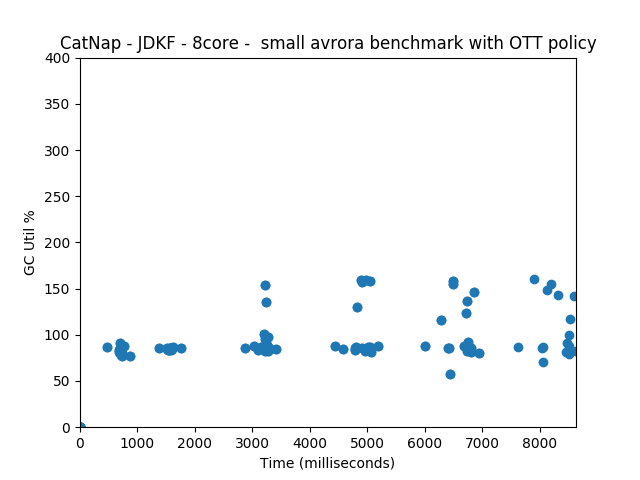 CatNap - JDKF - 8core -  small avrora benchmark with OTT policy
400
350
300
250
200
150
100
50
0
GC Util %
0 1000 2000 3000 4000 5000 6000 7000 8000
Time (milliseconds)